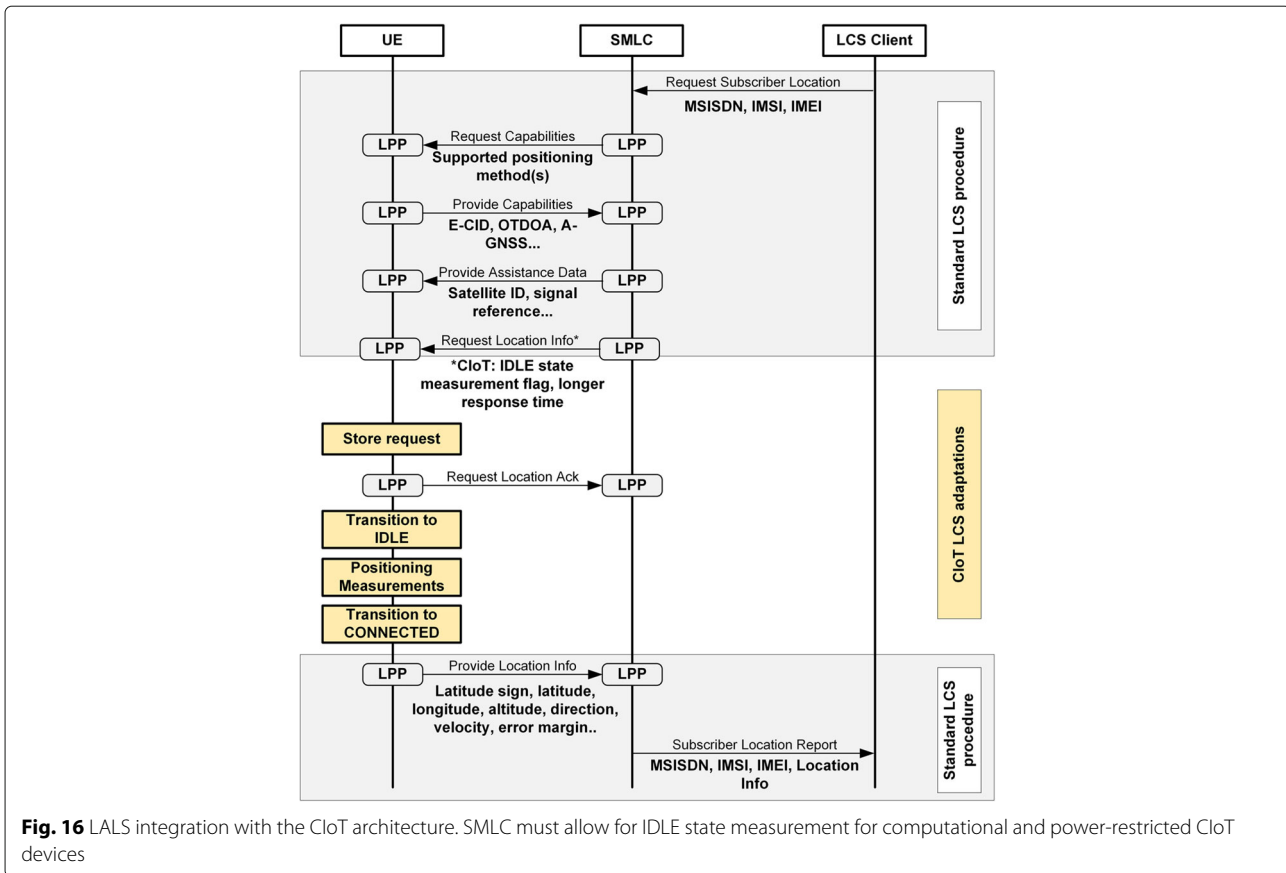 UE
SMLC
LCS Client
Request Subscriber Location
MSISDN, IMSI, IMEI
Standard LCS procedure
LPP
Request Capabilities
LPP
Supported positioning
method(s)
LPP
Provide Capabilities
LPP
E-CID, OTDOA, A-
GNSS...
LPP
Provide Assistance Data
LPP
Satellite ID, signal
reference...
LPP
Request Location Info*
LPP
*CIoT: IDLE state
measurement flag, longer
response time
CIoT LCS adaptations
Store request
LPP
Request Location Ack
LPP
Transition to
IDLE
Positioning
Measurements
Transition to
CONNECTED
LPP
Provide Location Info
LPP
Latitude sign, latitude,
longitude, altitude, direction,
velocity, error margin..
Standard LCS
procedure
Subscriber Location Report
MSISDN, IMSI, IMEI, Location
Info
Fig. 16 LALS integration with the CIoT architecture. SMLC must allow for IDLE state measurement for computational and power-restricted CIoT
devices